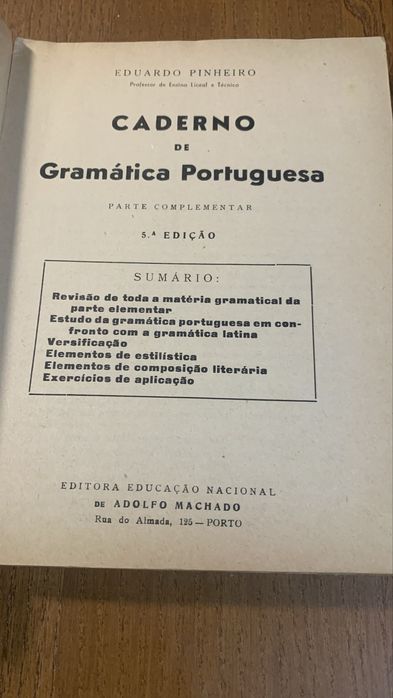 EDUARDO PINHEIRO
Professor do Ensino Liceal e Técnico
CADERNO
DE
Gramática Portuguesa
PARTE COMPLEMENTAR
5.ª EDIÇÃO
SUMÁRIO:
Revisão de toda a matéria gramatical da
parte elementar
Estudo da gramática portuguesa em con-
fronto com a gramática latina
Versificação
Elementos de estilística
Elementos de composição literária
Exercícios de aplicação
EDITORA EDUCAÇÃO NACIONAL
DE ADOLFO MACHADO
Rua do Almada, 125 — PORTO